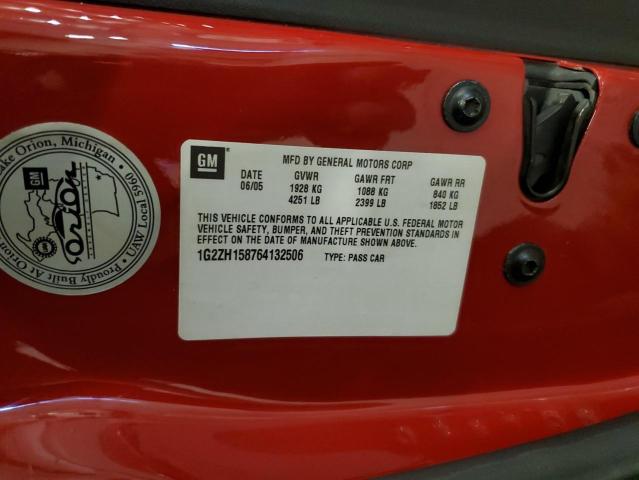 Lake Orion, Michigan
GM
orion
UAW Local 5960
Proudly Built At Orion
GM
MFD BY GENERAL MOTORS CORP
DATE GVWR GAWR FRT GAWR RR
06/05 1928 KG 1088 KG 840 KG
4251 LB 2399 LB 1852 LB
THIS VEHICLE CONFORMS TO ALL APPLICABLE U.S. FEDERAL MOTOR
VEHICLE SAFETY, BUMPER, AND THEFT PREVENTION STANDARDS IN
EFFECT ON THE DATE OF MANUFACTURE SHOWN ABOVE.
1G2ZH158764132506 TYPE: PASS CAR